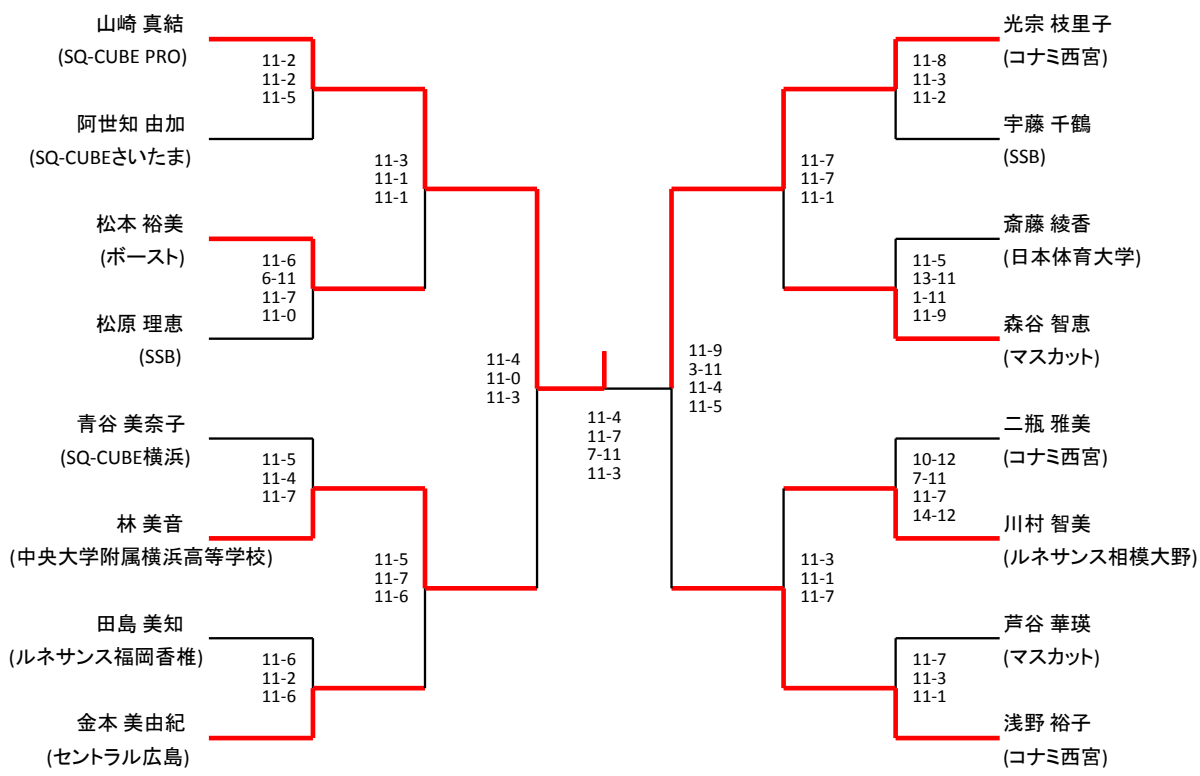 山崎 真結
(SQ-CUBE PRO)
11-2
11-2
11-5
阿世知 由加
(SQ-CUBEさいたま)
11-3
11-1
11-1
松本 裕美
(ボースト)
11-6
6-11
11-7
11-0
松原 理恵
(SSB)
11-4
11-0
11-3
青谷 美奈子
(SQ-CUBE横浜)
11-5
11-4
11-7
林 美音
(中央大学附属横浜高等学校)
11-5
11-7
11-6
田島 美知
(ルネサンス福岡香椎)
11-6
11-2
11-6
金本 美由紀
(セントラル広島)
11-4
11-7
7-11
11-3
光宗 枝里子
(コナミ西宮)
11-8
11-3
11-2
宇藤 千鶴
(SSB)
11-7
11-7
11-1
斎藤 綾香
(日本体育大学)
11-5
13-11
1-11
11-9
森谷 智恵
(マスカット)
11-9
3-11
11-4
11-5
二瓶 雅美
(コナミ西宮)
10-12
7-11
11-7
14-12
川村 智美
(ルネサンス相模大野)
11-3
11-1
11-7
芦谷 華瑛
(マスカット)
11-7
11-3
11-1
浅野 裕子
(コナミ西宮)